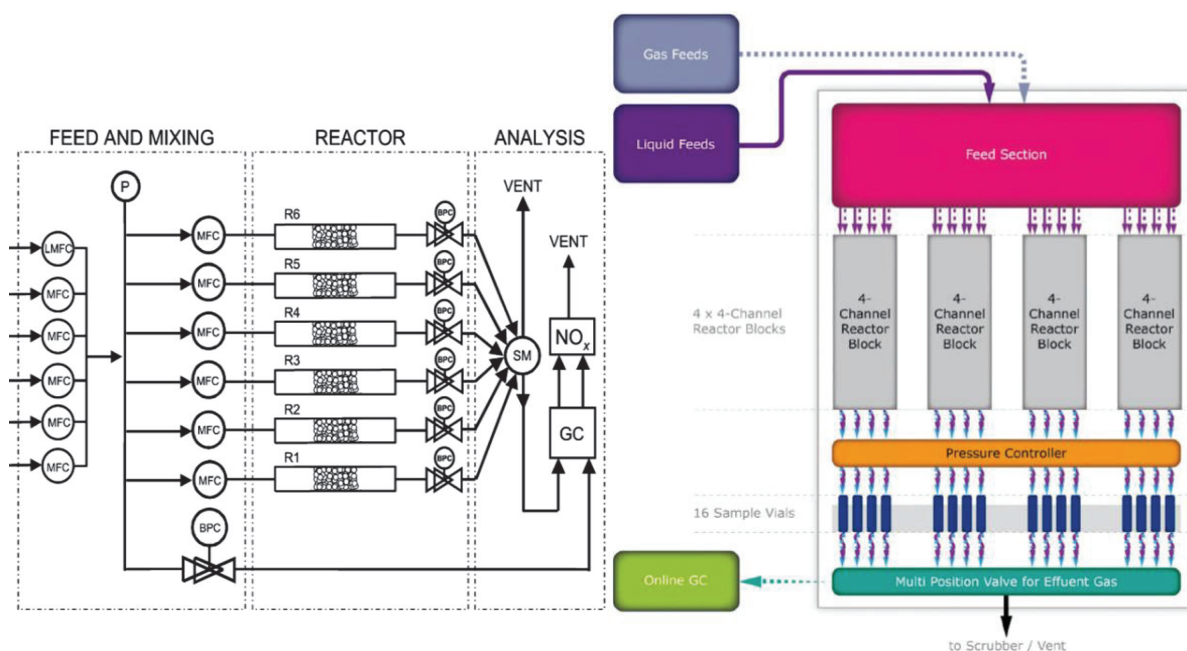 FEED AND MIXING
REACTOR
ANALYSIS
P
LMFC
MFC
MFC
MFC
MFC
MFC
MFC
MFC
MFC
MFC
MFC
MFC
BPC
R6
R5
R4
R3
R2
R1
BPC
BPC
BPC
BPC
BPC
BPC
VENT
SM
VENT
NOx
GC
Gas Feeds
Liquid Feeds
Feed Section
4 x 4-Channel
Reactor Blocks
4-
Channel
Reactor
Block
4-
Channel
Reactor
Block
4-
Channel
Reactor
Block
4-
Channel
Reactor
Block
Pressure Controller
16 Sample Vials
Online GC
Multi Position Valve for Effuent Gas
to Scrubber / Vent